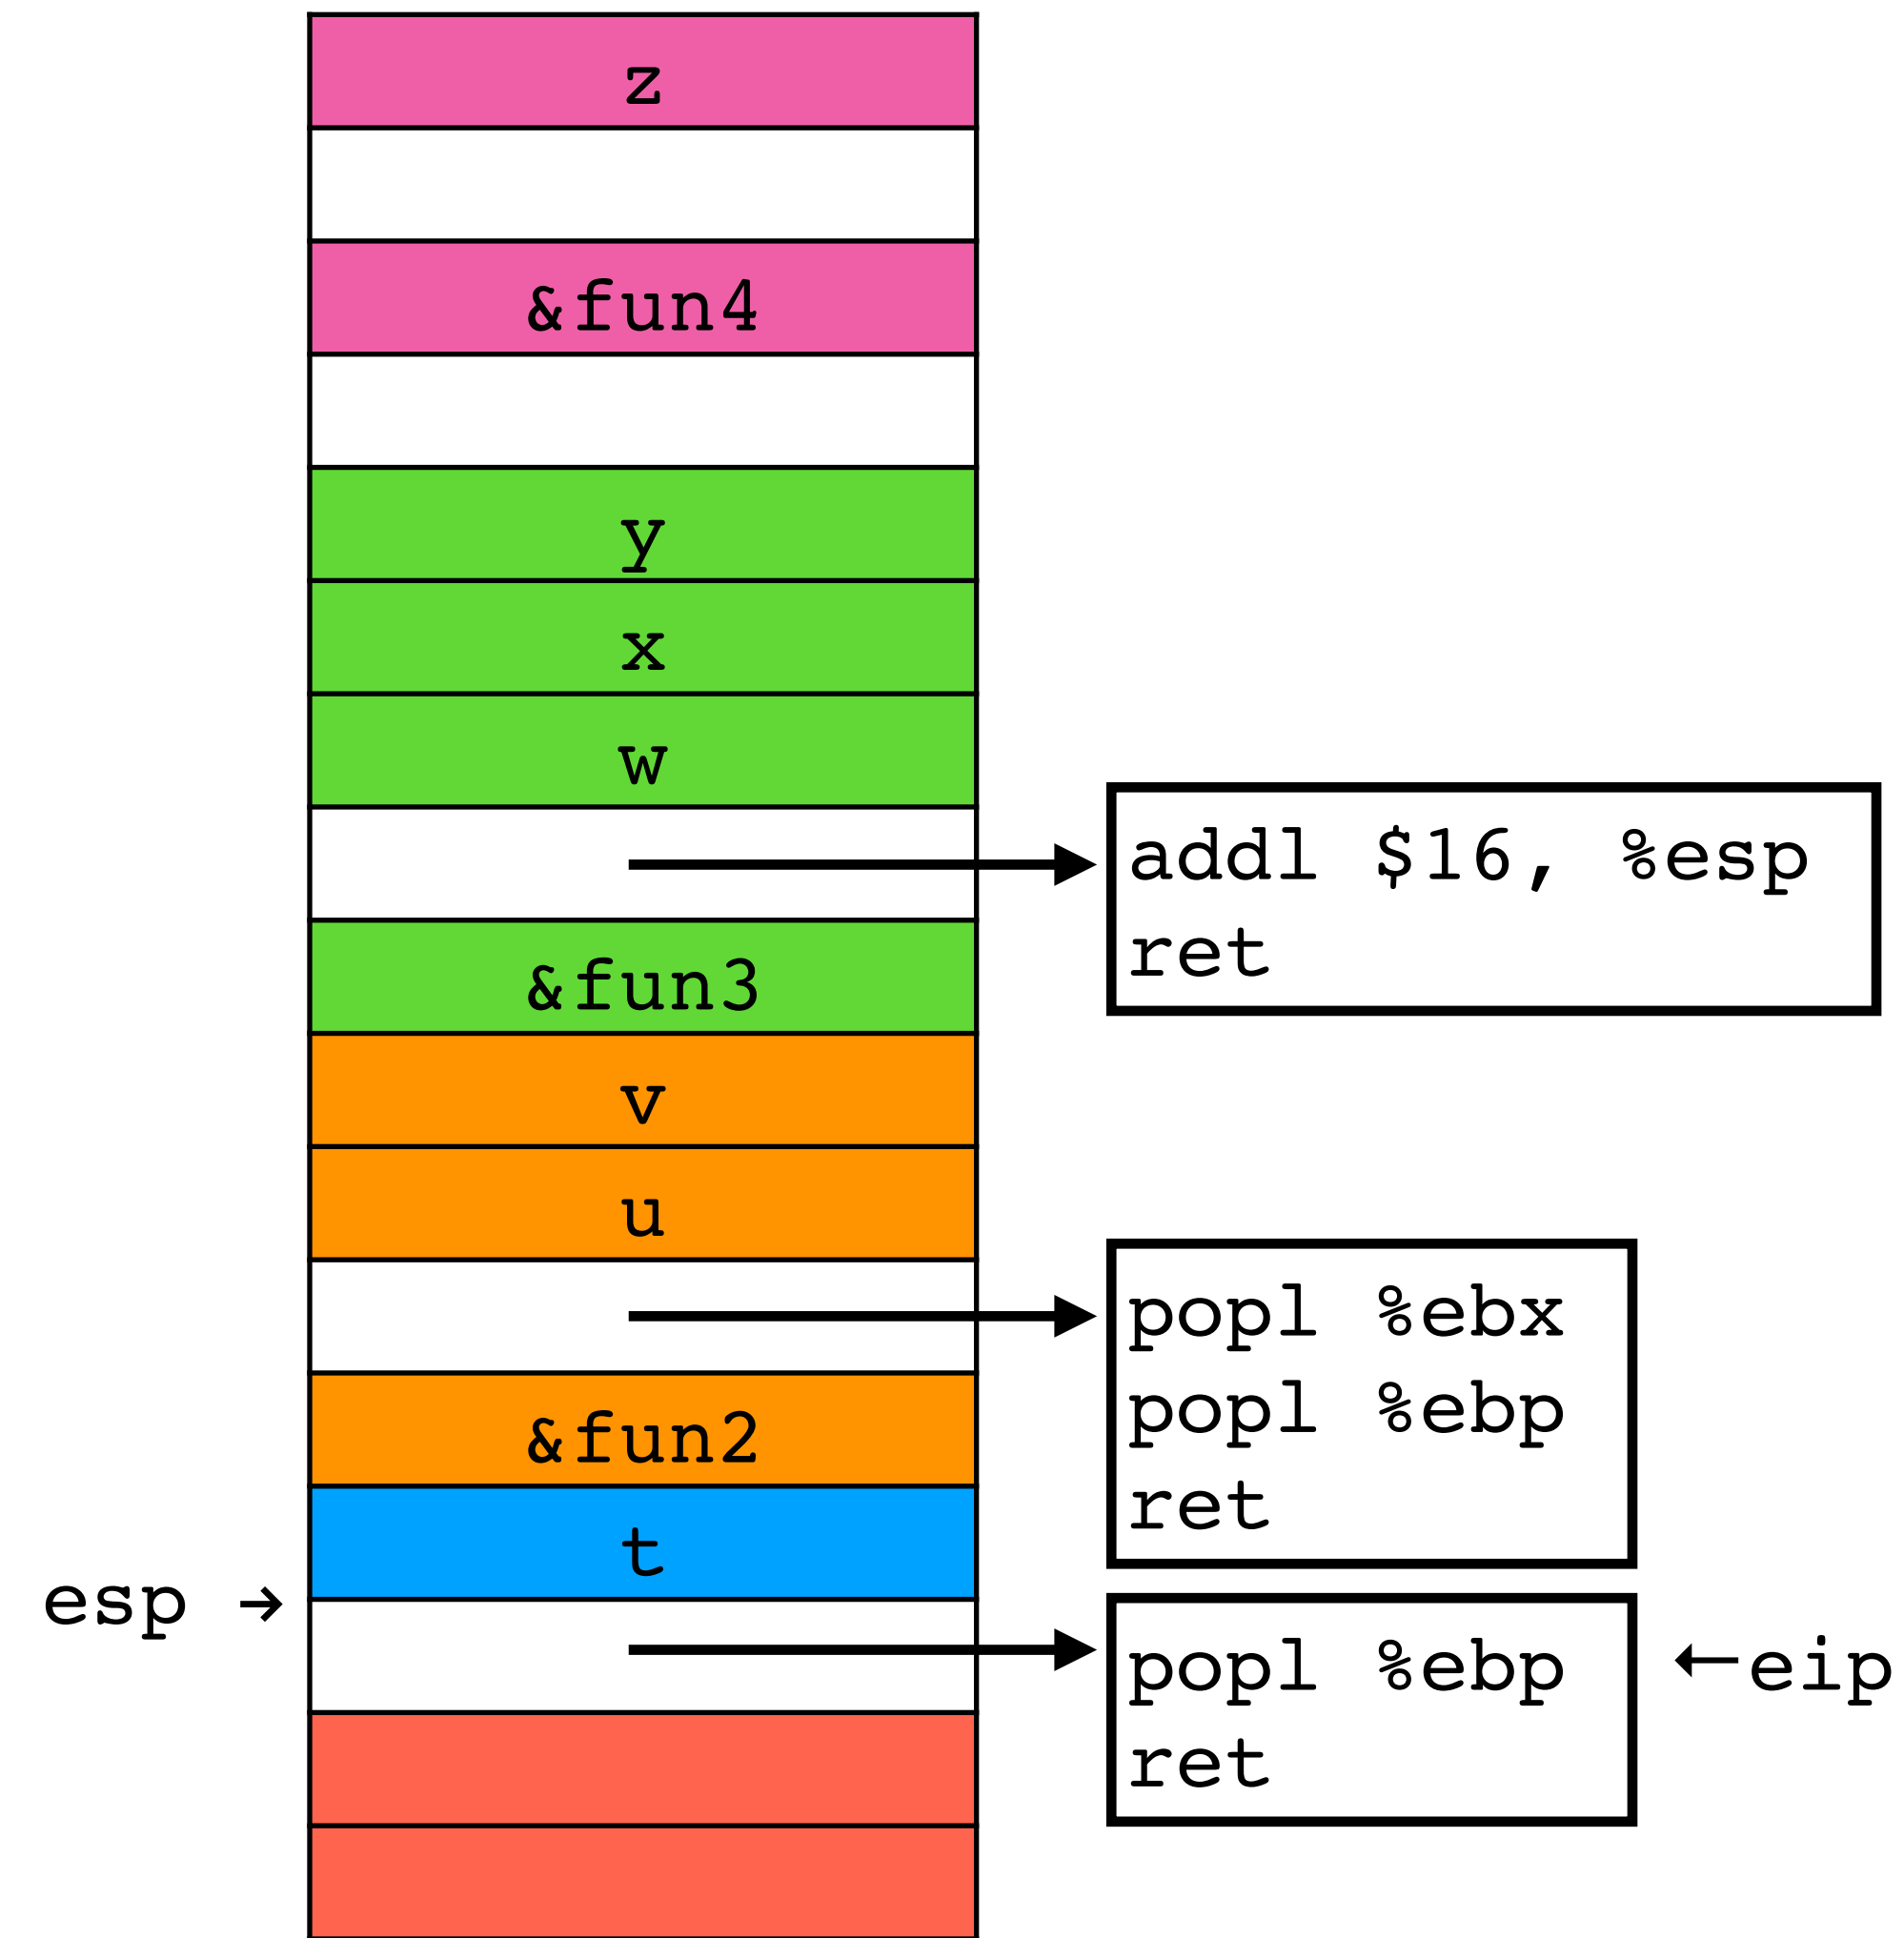 z
&fun4
y
x
w
addl $16, %esp
ret
&fun3
v
u
popl %ebx
popl %ebp
ret
&fun2
t
esp →
popl %ebp
ret
← eip